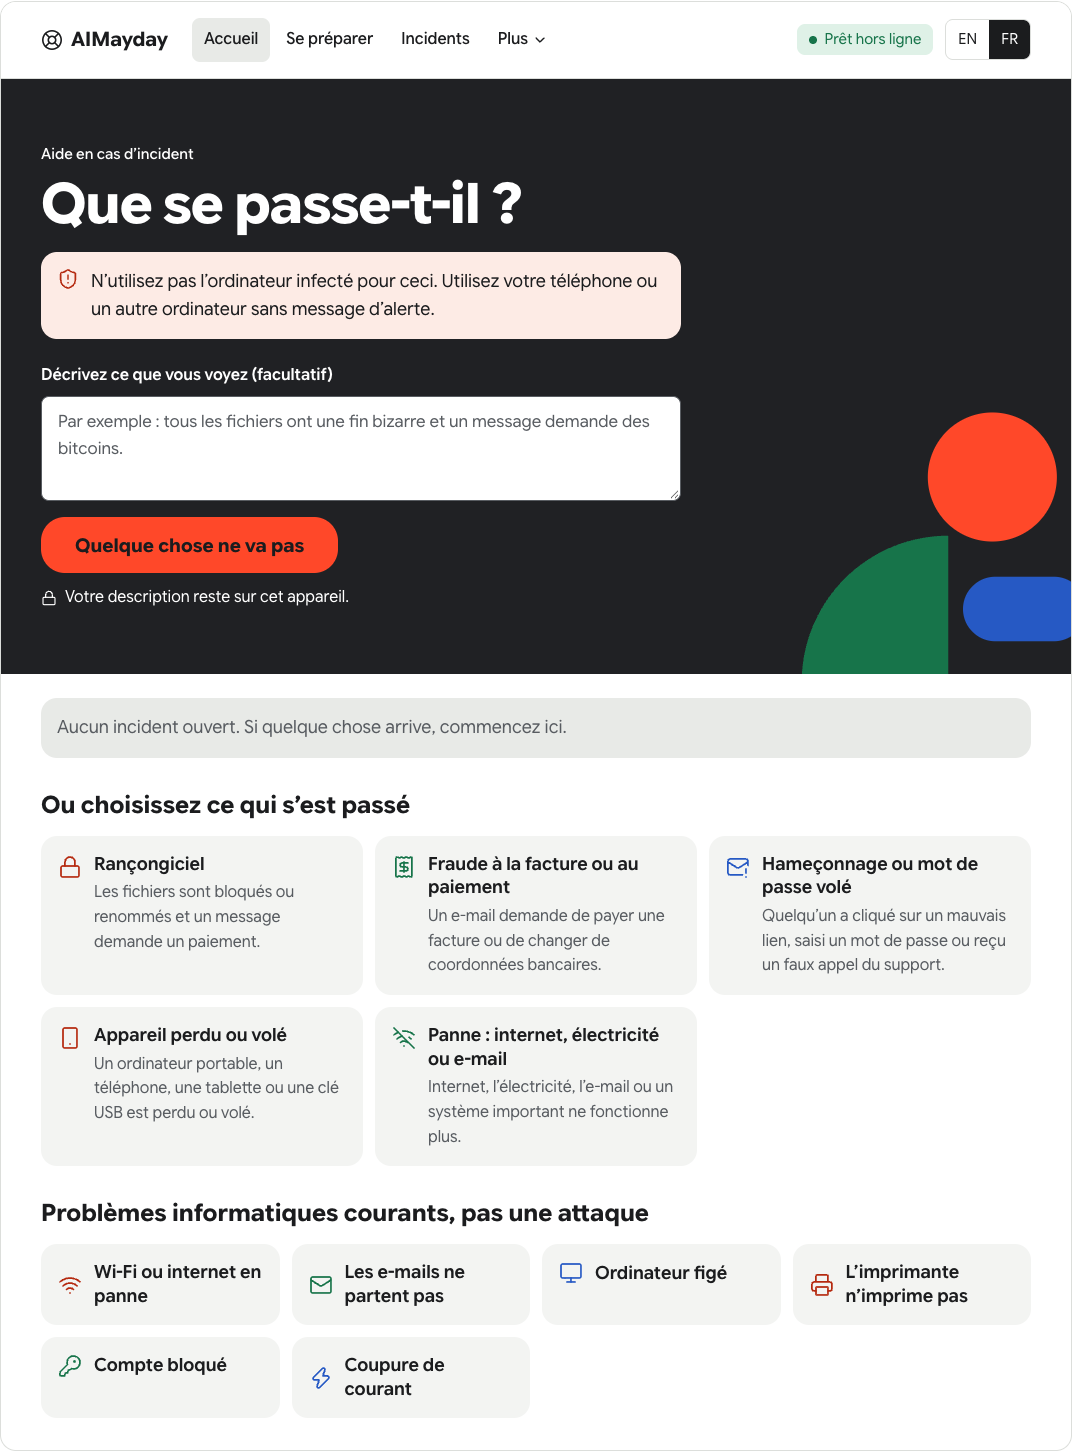 AIMayday
Accueil
Se préparer
Incidents
Plus
Prêt hors ligne
EN
FR
Aide en cas d’incident
Que se passe-t-il ?
N’utilisez pas l’ordinateur infecté pour ceci. Utilisez votre téléphone ou
un autre ordinateur sans message d’alerte.
Décrivez ce que vous voyez (facultatif)
Par exemple : tous les fichiers ont une fin bizarre et un message demande des
bitcoins.
Quelque chose ne va pas
Votre description reste sur cet appareil.
Aucun incident ouvert. Si quelque chose arrive, commencez ici.
Ou choisissez ce qui s’est passé
Rançongiciel
Les fichiers sont bloqués ou
renommés et un message
demande un paiement.
Fraude à la facture ou au
paiement
Un e-mail demande de payer une
facture ou de changer de
coordonnées bancaires.
Hameçonnage ou mot de
passe volé
Quelqu’un a cliqué sur un mauvais
lien, saisi un mot de passe ou reçu
un faux appel du support.
Appareil perdu ou volé
Un ordinateur portable, un
téléphone, une tablette ou une clé
USB est perdu ou volé.
Panne : internet, électricité
ou e-mail
Internet, l’électricité, l’e-mail ou un
système important ne fonctionne
plus.
Problèmes informatiques courants, pas une attaque
Wi-Fi ou internet en
panne
Les e-mails ne
partent pas
Ordinateur figé
L’imprimante
n’imprime pas
Compte bloqué
Coupure de
courant